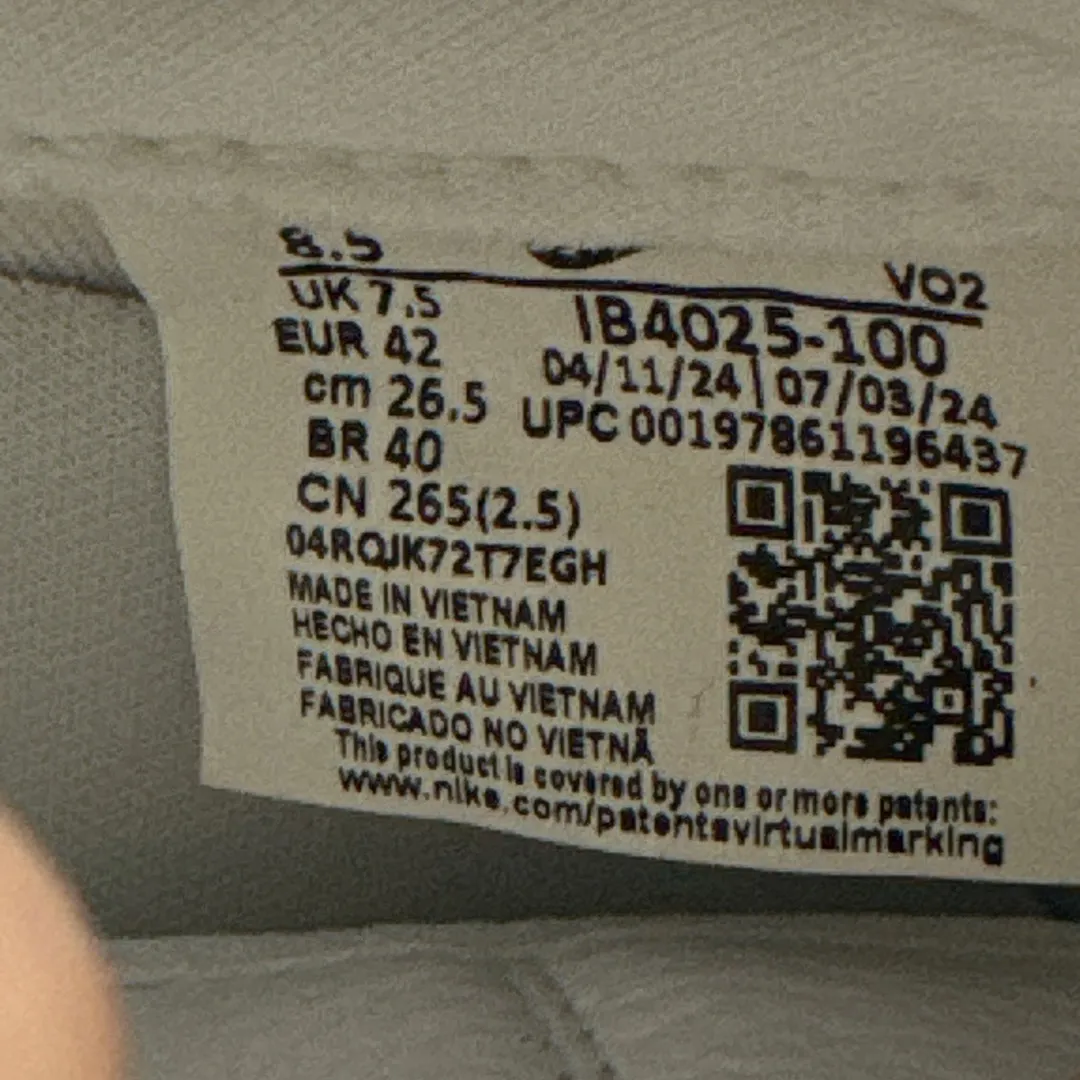 8.5
VO2
UK 7.5
IB4025-100
EUR 42
04/11/24 | 07/03/24
cm 26.5
UPC 00197861196437
BR 40
CN 265(2.5)
04RQJK72T7EGH
MADE IN VIETNAM
HECHO EN VIETNAM
FABRIQUE AU VIETNAM
FABRICADO NO VIETNÃ
This product is covered by one or more patents:
www.nike.com/patentsvirtualmarking